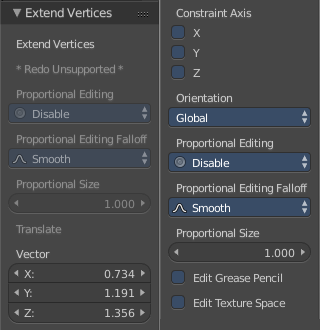 Extend Vertices
Extend Vertices
* Redo Unsupported *
Proportional Editing
Disable
Proportional Editing Falloff
Smooth
Proportional Size
1.000
Translate
Vector
X: 0.734
Y: 1.191
Z: 1.356
Constraint Axis
X
Y
Z
Orientation
Global
Proportional Editing
Disable
Proportional Editing Falloff
Smooth
Proportional Size
1.000
Edit Grease Pencil
Edit Texture Space